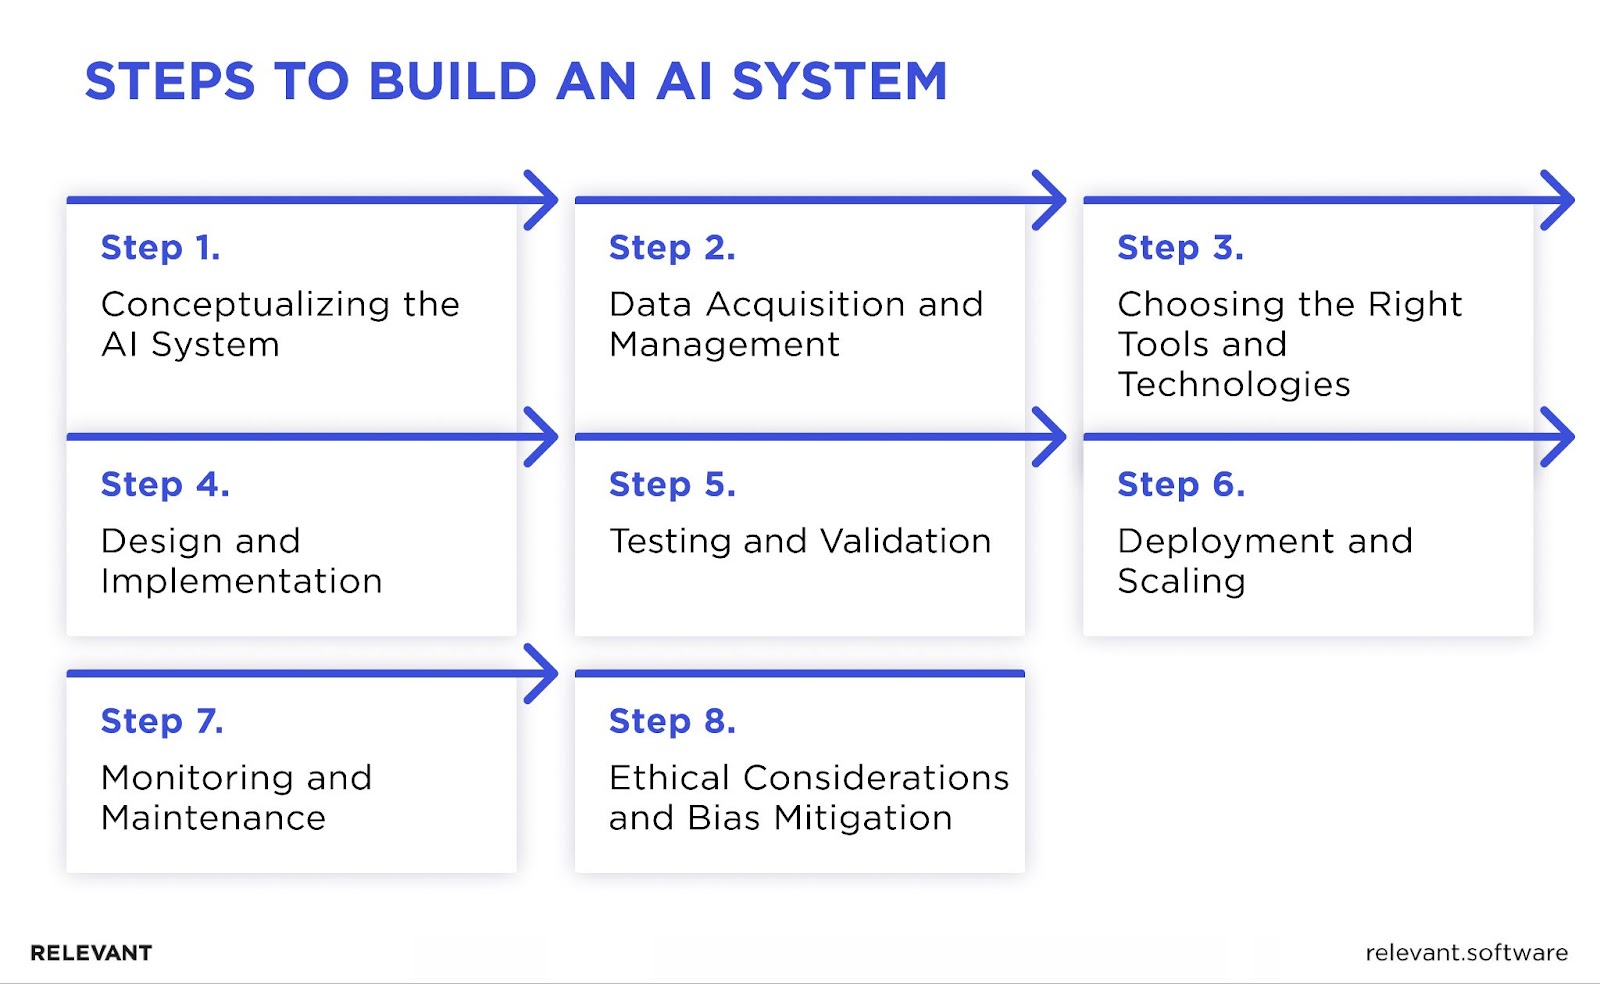 STEPS TO BUILD AN AI SYSTEM
Step 1.
Conceptualizing the
AI System
Step 2.
Data Acquisition and
Management
Step 3.
Choosing the Right
Tools and
Technologies
Step 4.
Design and
Implementation
Step 5.
Testing and Validation
Step 6.
Deployment and
Scaling
Step 7.
Monitoring and
Maintenance
Step 8.
Ethical Considerations
and Bias Mitigation
RELEVANT
relevant.software